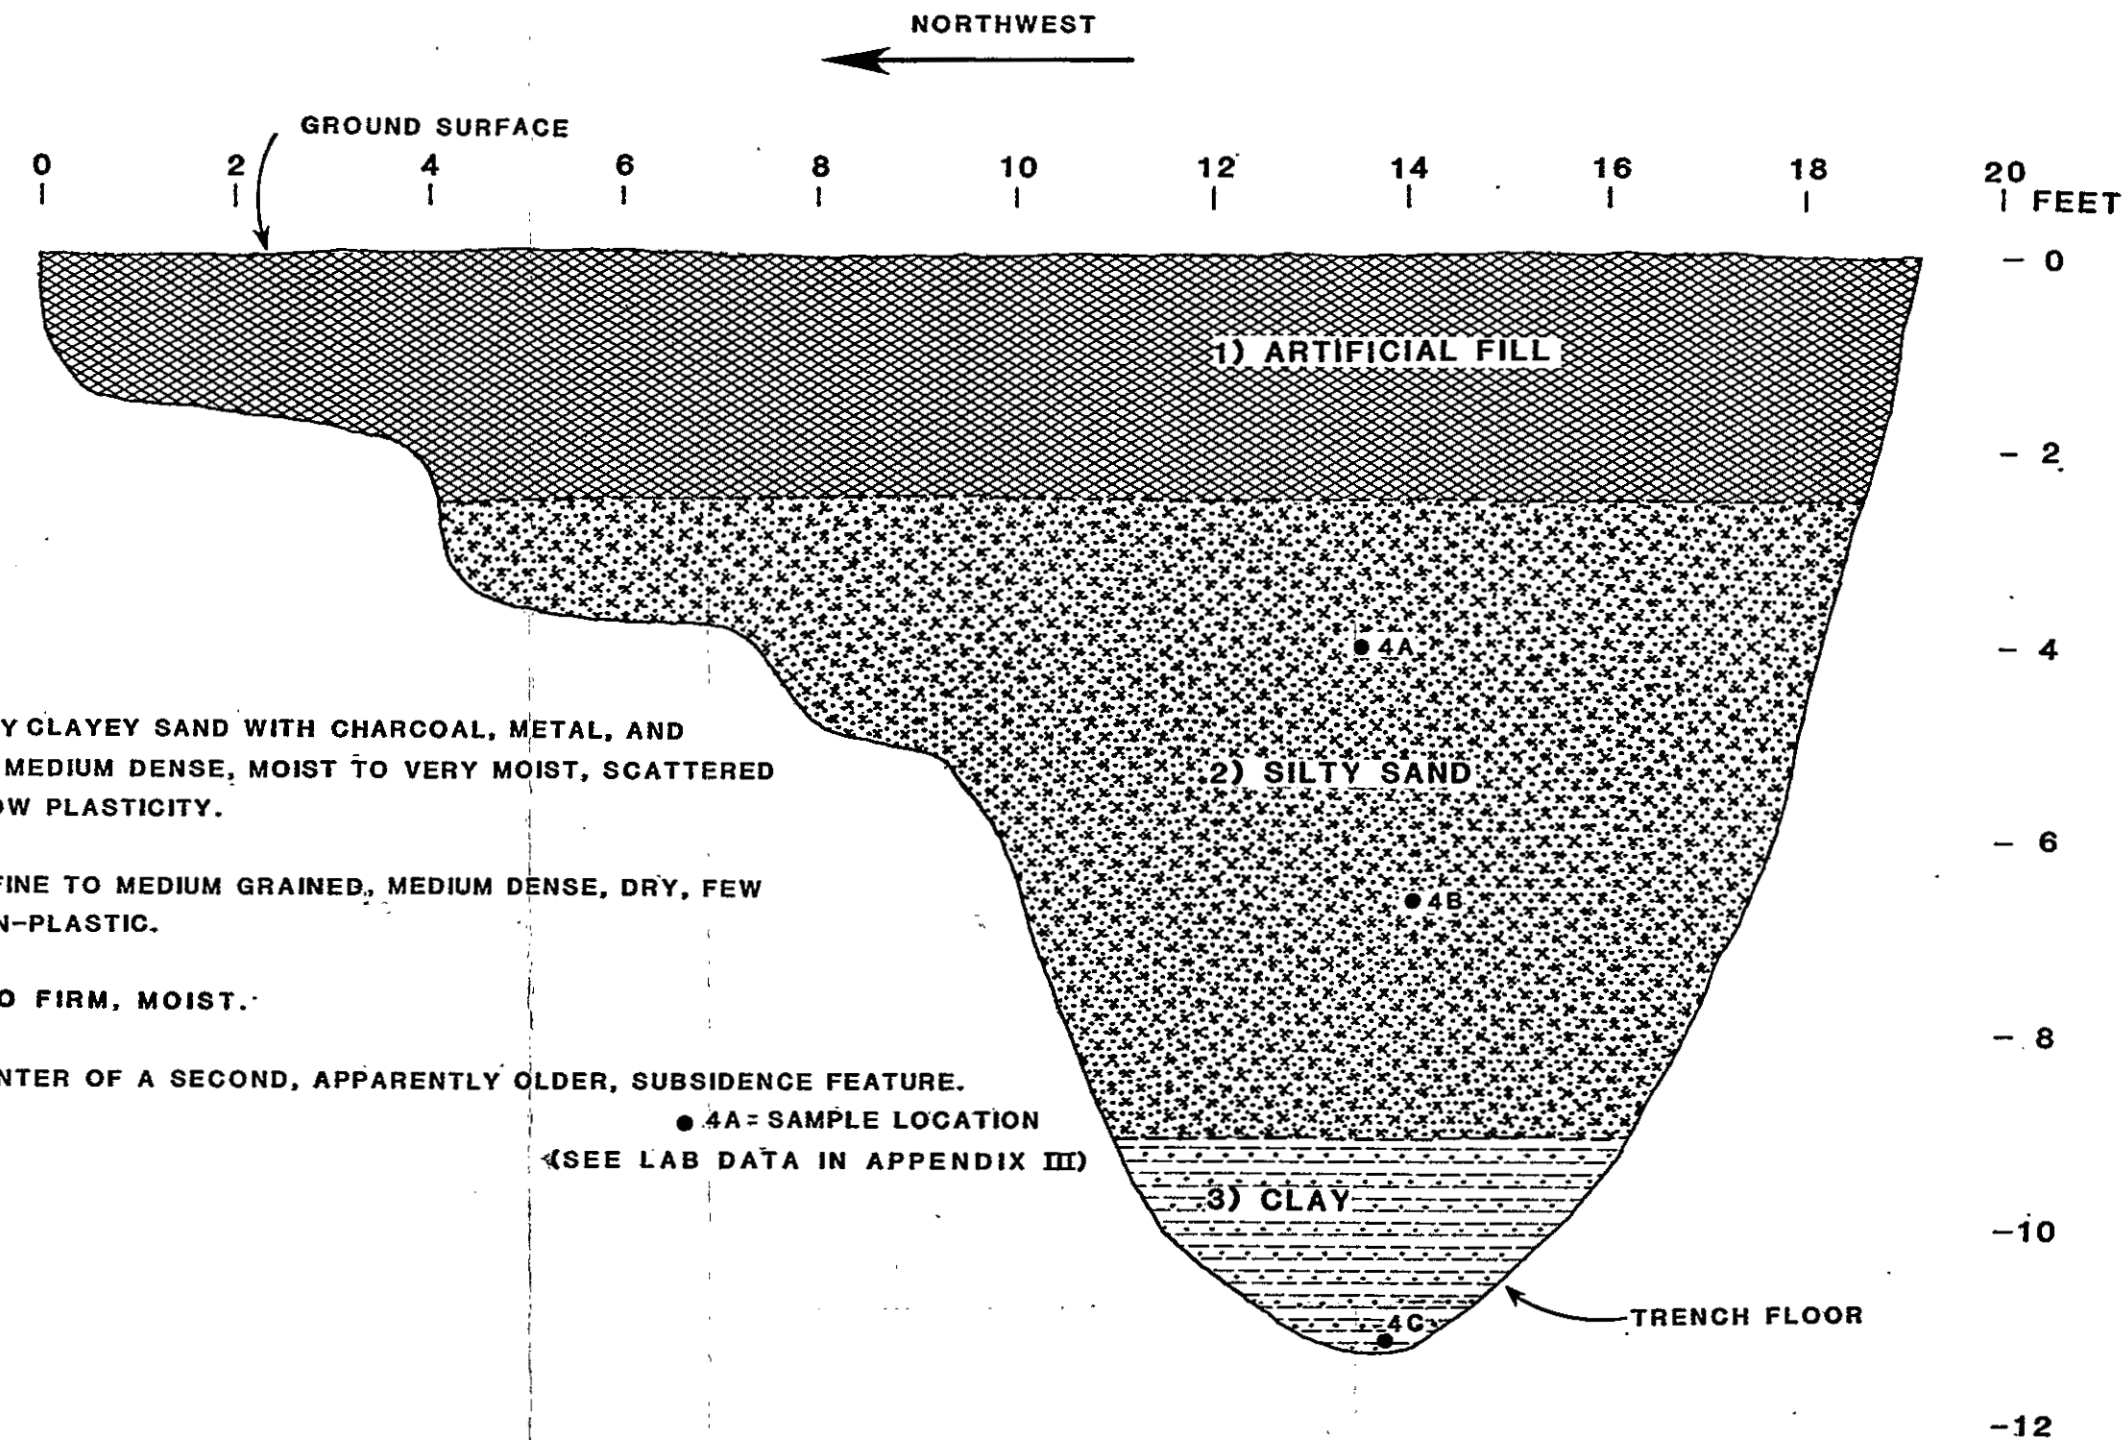 NORTHWEST
GROUND SURFACE
0 2 4 6 8 10 12 14 16 18 20
FEET
– 0
1) ARTIFICIAL FILL
– 2
– 4
4A
Y CLAYEY SAND WITH CHARCOAL, METAL, AND
MEDIUM DENSE, MOIST TO VERY MOIST, SCATTERED
OW PLASTICITY.
2) SILTY SAND
– 6
FINE TO MEDIUM GRAINED, MEDIUM DENSE, DRY, FEW
N-PLASTIC.
4B
O FIRM, MOIST.
– 8
NTER OF A SECOND, APPARENTLY OLDER, SUBSIDENCE FEATURE.
● 4A = SAMPLE LOCATION
(SEE LAB DATA IN APPENDIX III)
3) CLAY
–10
4C
TRENCH FLOOR
–12